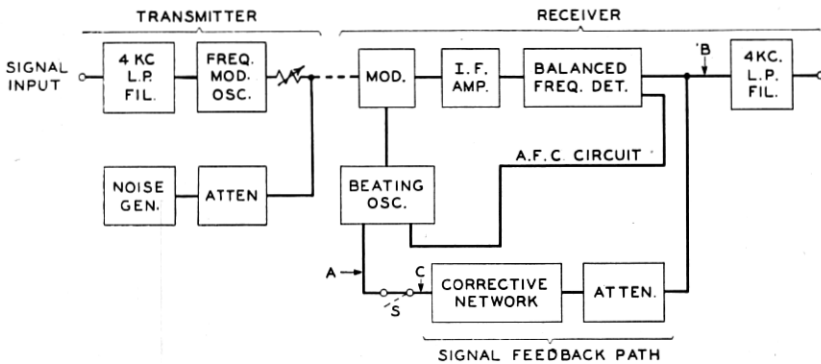 TRANSMITTER
RECEIVER
SIGNAL INPUT
4 KC L.P. FIL.
FREQ. MOD. OSC.
MOD.
I.F. AMP.
BALANCED FREQ. DET.
B
4KC. L.P. FIL.
NOISE GEN.
ATTEN
BEATING OSC.
A.F.C. CIRCUIT
A
C
S
CORRECTIVE NETWORK
ATTEN.
SIGNAL FEEDBACK PATH